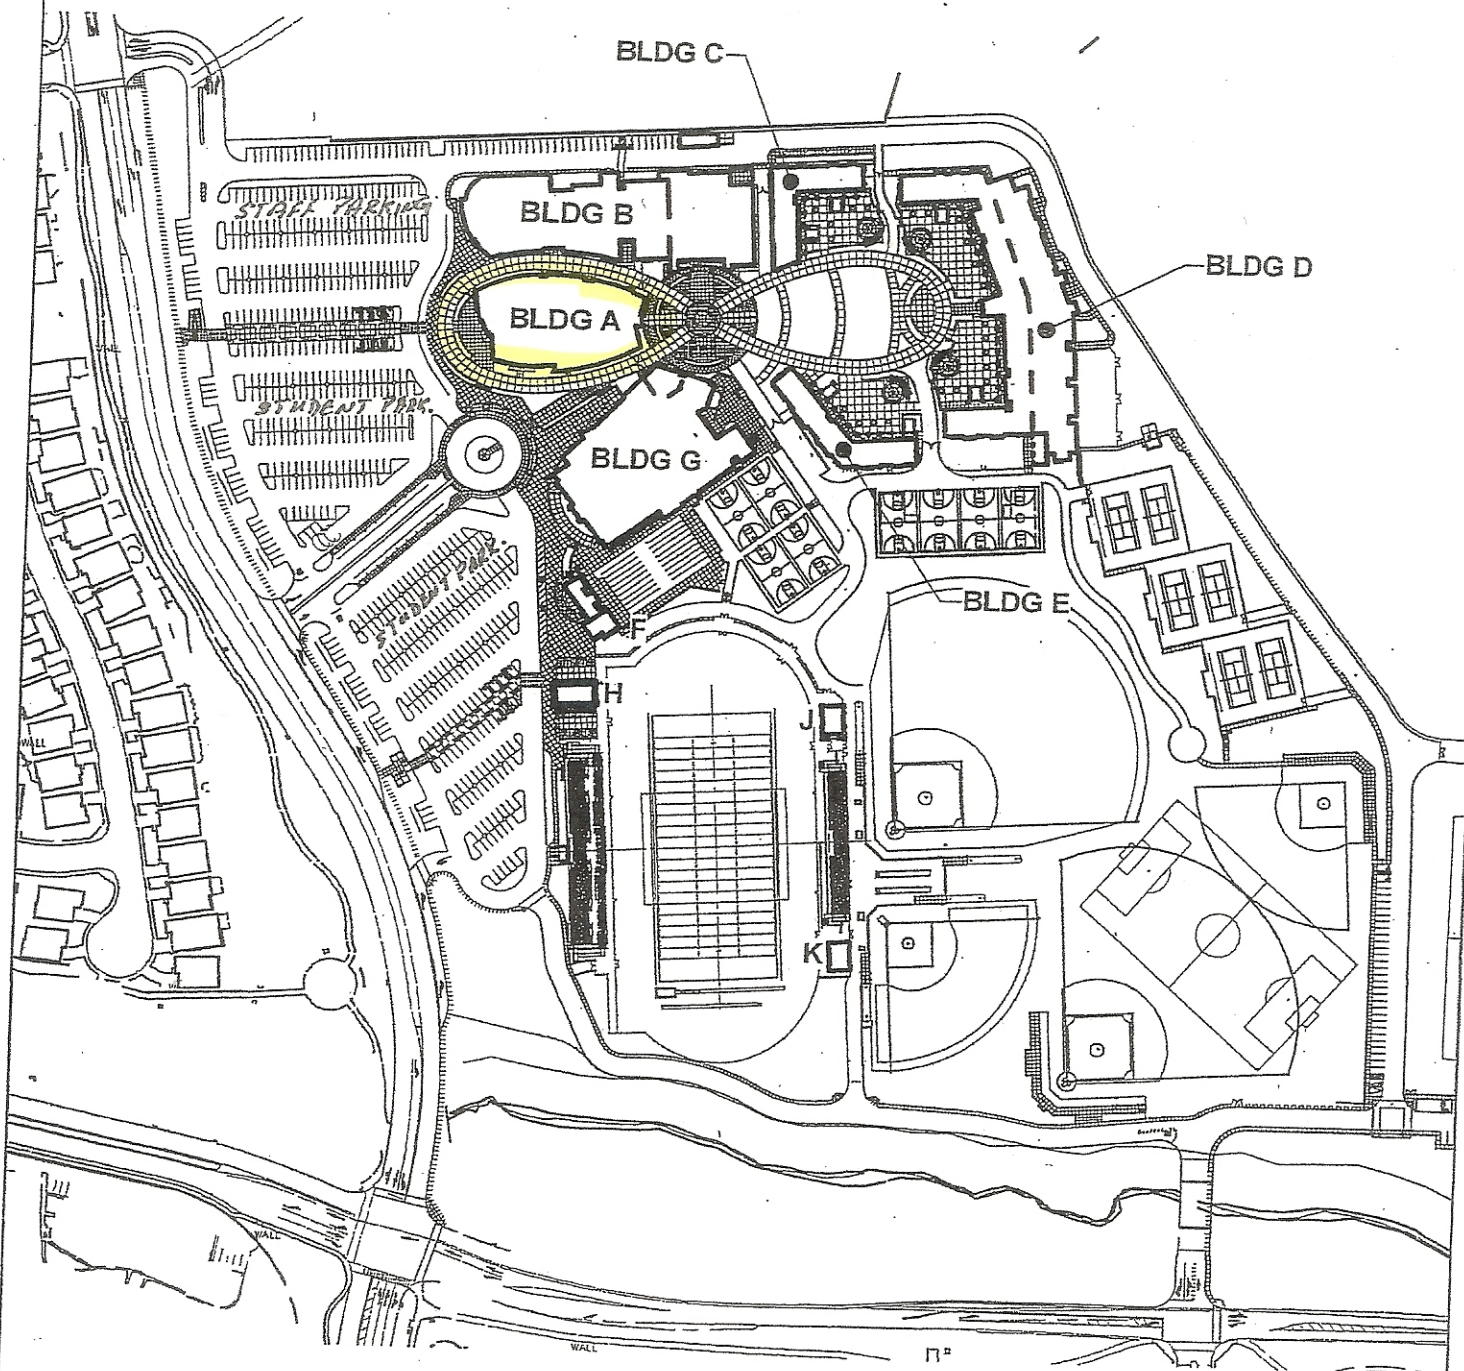 BLDG C
STAFF PARKING
BLDG B
BLDG D
BLDG A
STUDENT PARK.
BLDG G
STUDENT PARK.
BLDG E
F
H
J
K
WALL
WALL
WALL